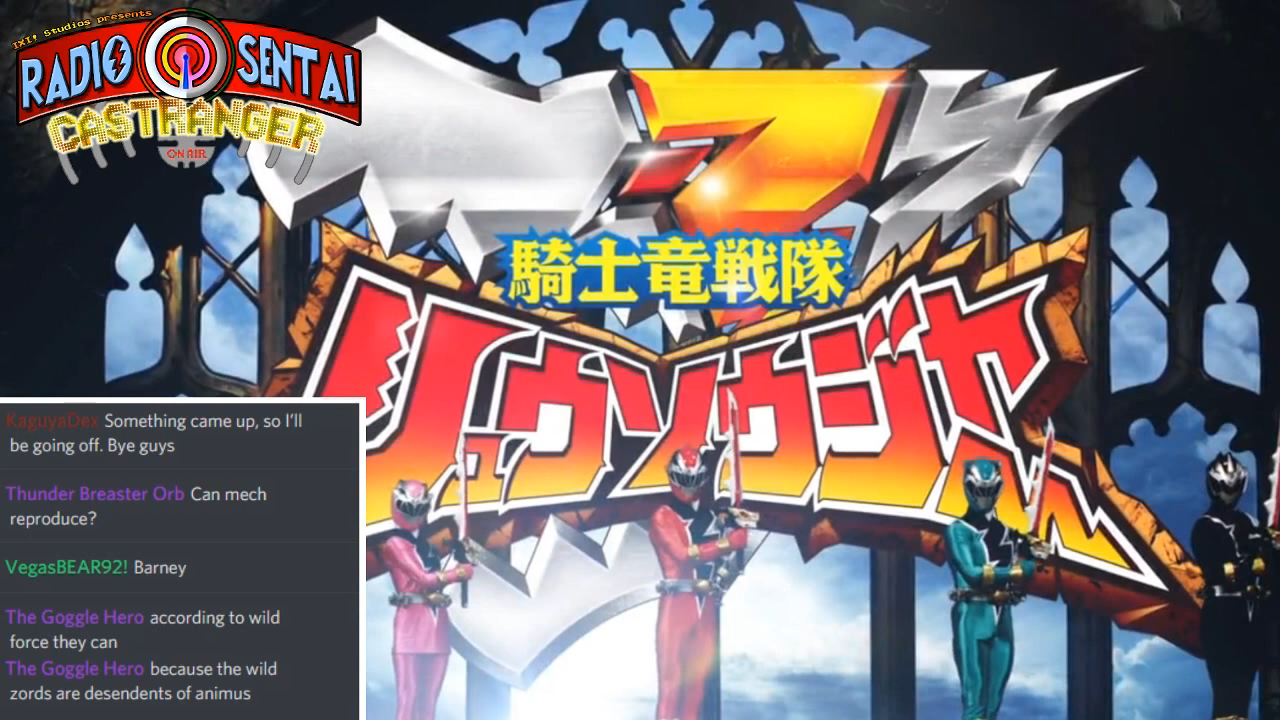 IXI! Studios presents
RADIO SENTAI
CASTRANGER
ON AIR
騎士竜戦隊
リュウソウジャー
KaguyaDex Something came up, so I'll
be going off. Bye guys
Thunder Breaster Orb Can mech
reproduce?
VegasBEAR92! Barney
The Goggle Hero according to wild
force they can
The Goggle Hero because the wild
zords are desendents of animus